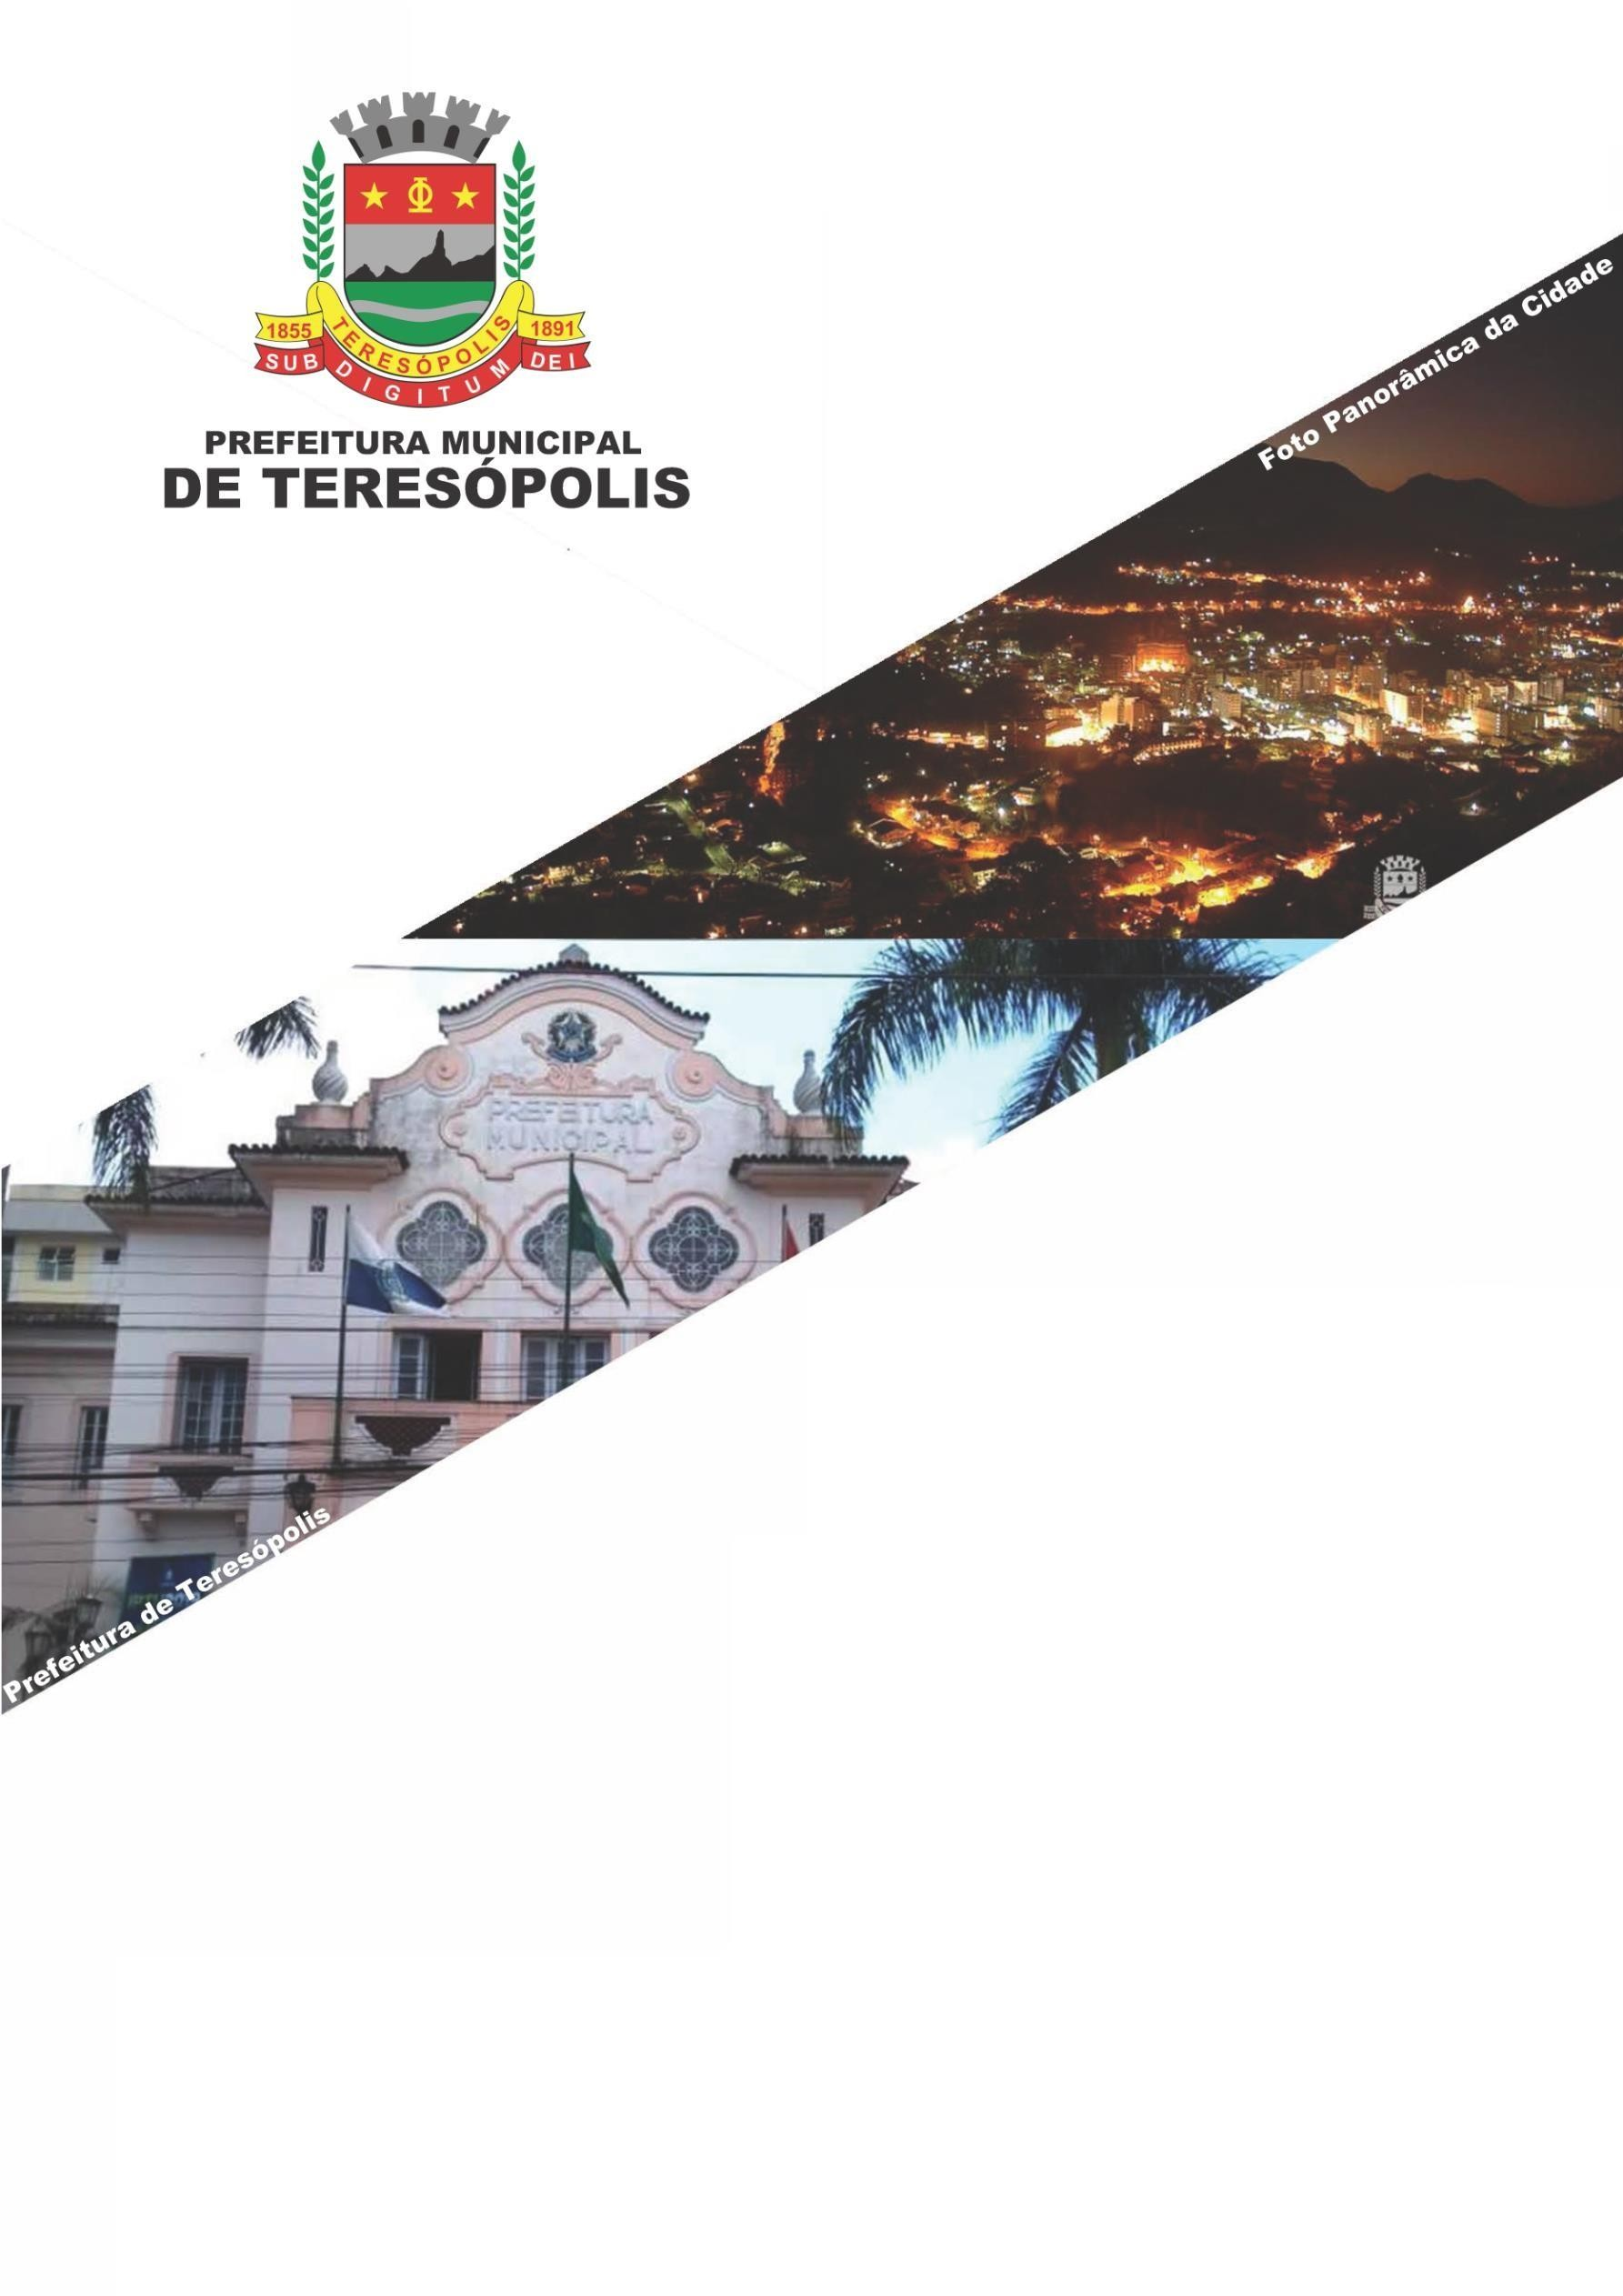 1855
1891
TERESÓPOLIS
SUB DIGITUM DEI
PREFEITURA MUNICIPAL
DE TERESÓPOLIS
Foto Panorâmica da Cidade
PREFEITURA
MUNICIPAL
Prefeitura de Teresópolis